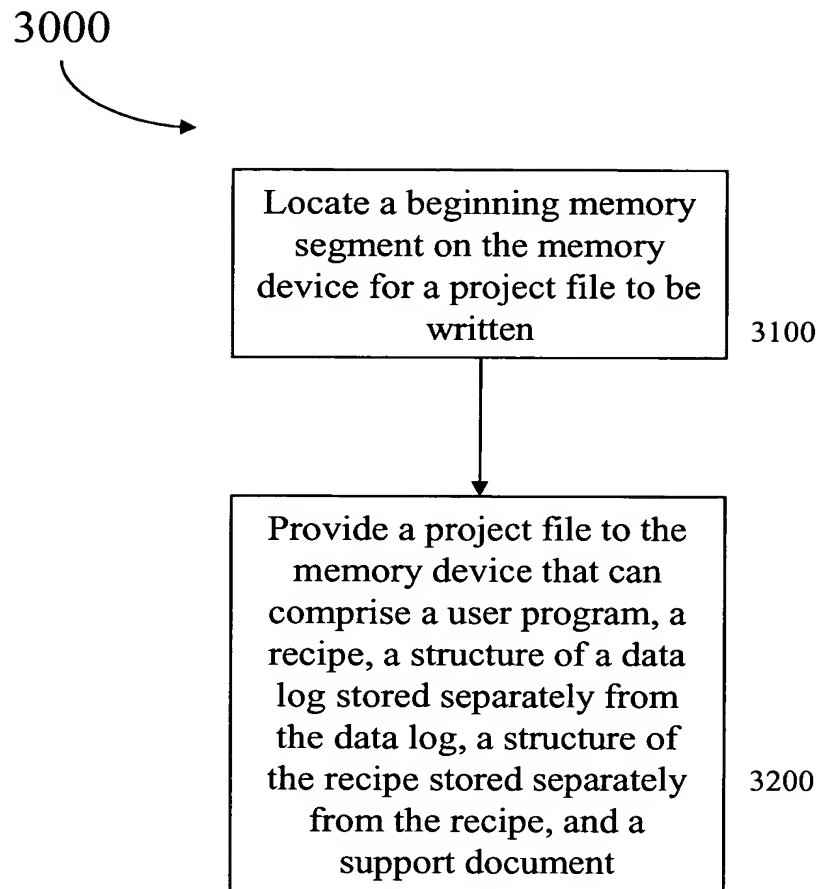 3000
Locate a beginning memory
segment on the memory
device for a project file to be
written
3100
Provide a project file to the
memory device that can
comprise a user program, a
recipe, a structure of a data
log stored separately from
the data log, a structure of
the recipe stored separately
from the recipe, and a
support document
3200